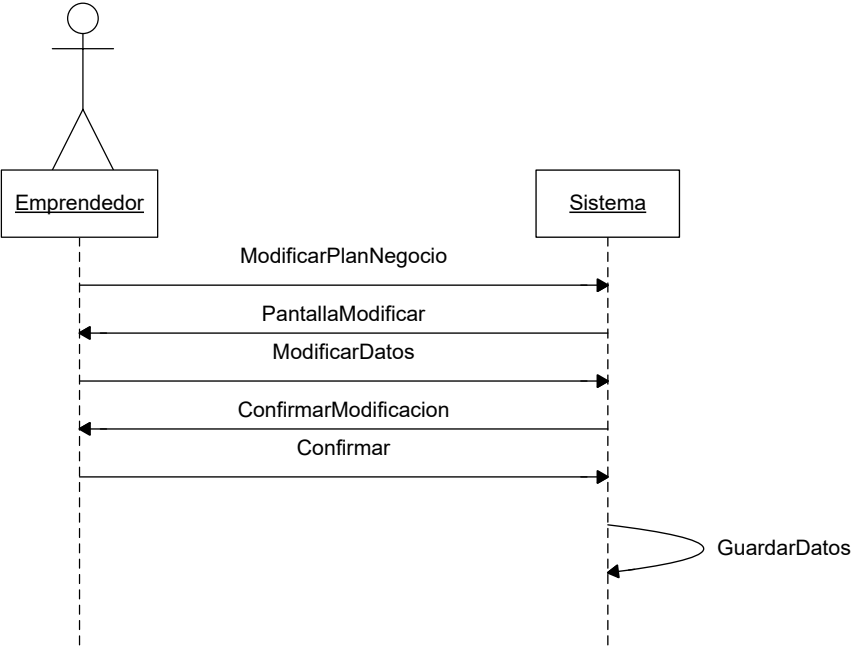 Emprendedor
Sistema
ModificarPlanNegocio
PantallaModificar
ModificarDatos
ConfirmarModificacion
Confirmar
GuardarDatos